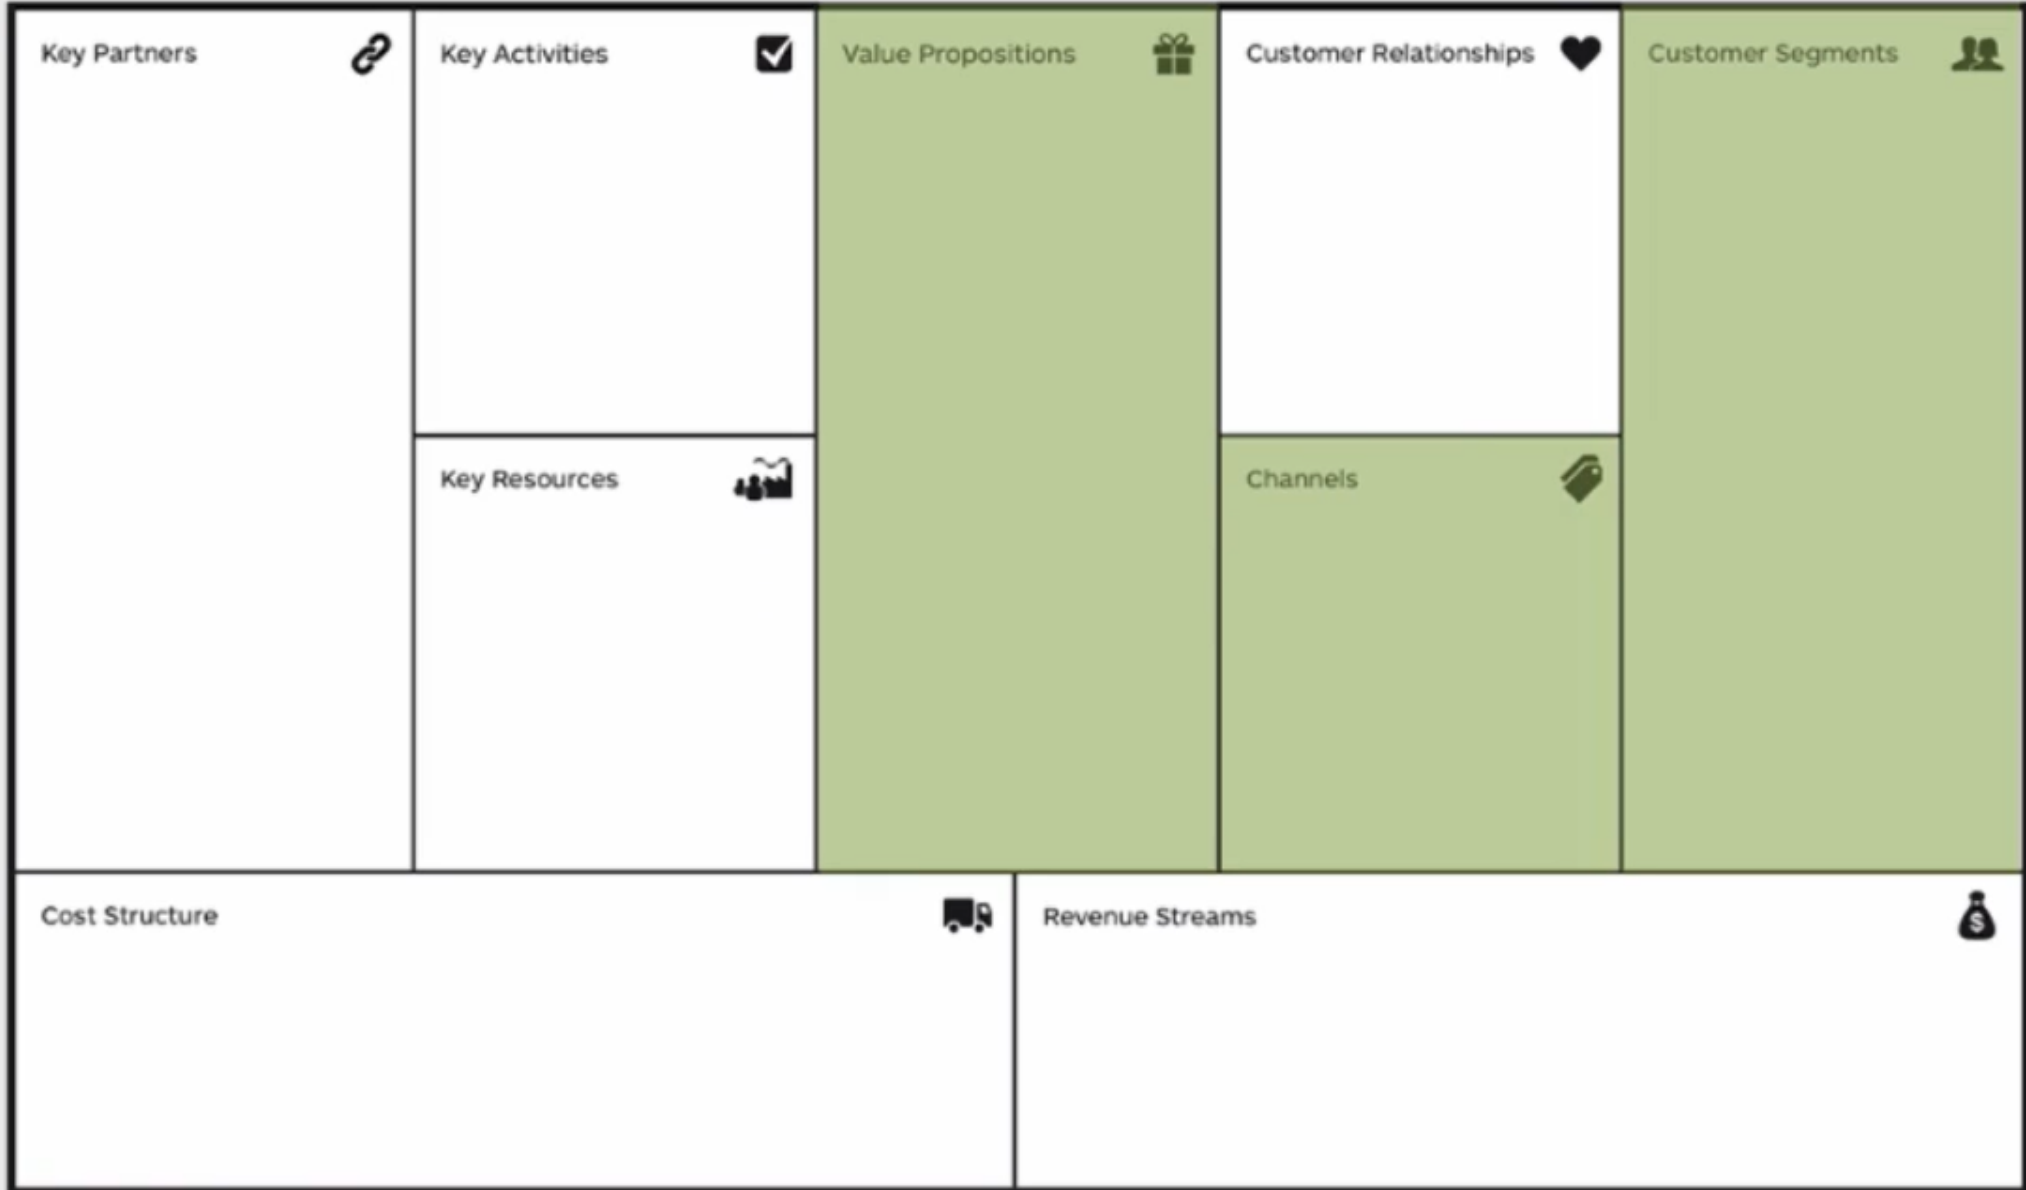 Key Partners
Key Activities
Value Propositions
Customer Relationships
Customer Segments
Key Resources
Channels
Cost Structure
Revenue Streams
$